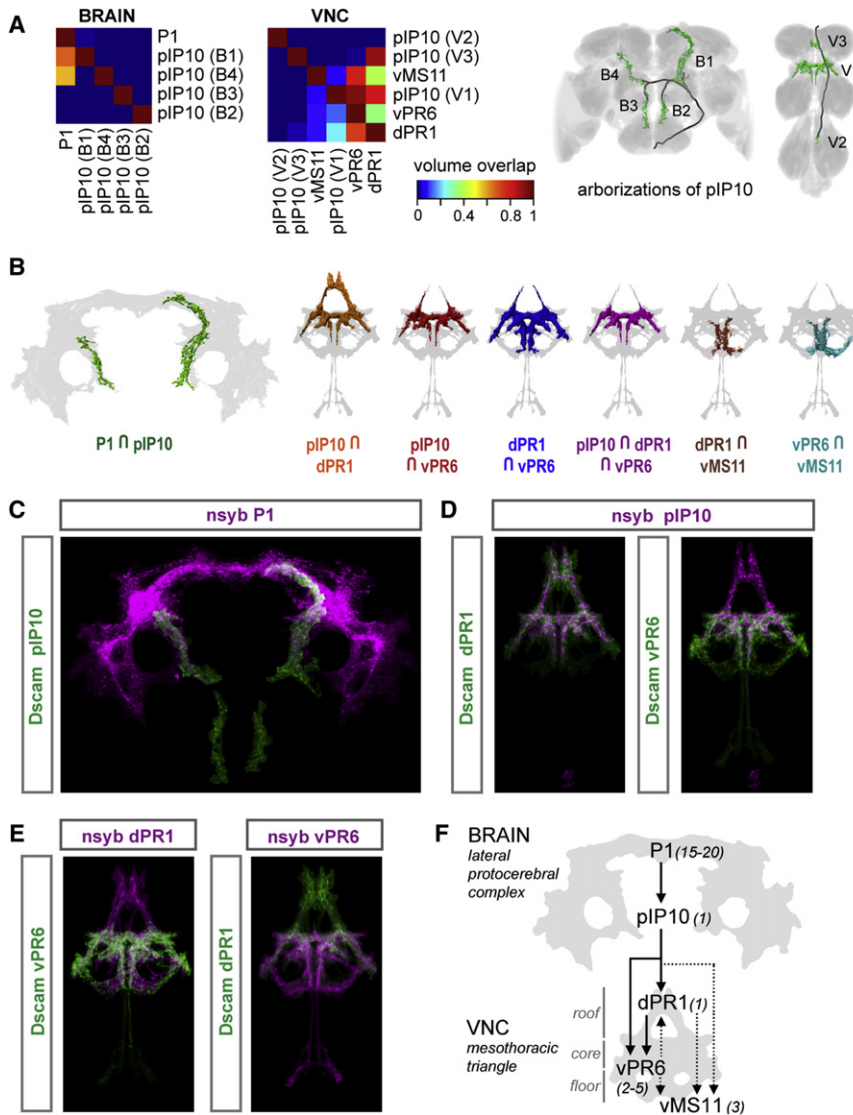 A
BRAIN
P1
pIP10 (B1)
pIP10 (B4)
pIP10 (B3)
pIP10 (B2)
P1
pIP10 (B1)
pIP10 (B4)
pIP10 (B3)
pIP10 (B2)
VNC
pIP10 (V2)
pIP10 (V3)
vMS11
pIP10 (V1)
vPR6
dPR1
pIP10 (V2)
pIP10 (V3)
vMS11
pIP10 (V1)
vPR6
dPR1
volume overlap
0 0.4 0.8 1
B4
B1
B3
B2
arborizations of pIP10
V3
V
V2
B
P1 ∩ pIP10
pIP10 ∩
dPR1
pIP10
∩ vPR6
dPR1
∩ vPR6
pIP10 ∩ dPR1
∩ vPR6
dPR1 ∩
vMS11
vPR6 ∩
vMS11
C
nsyb P1
Dscam pIP10
D
nsyb pIP10
Dscam dPR1
Dscam vPR6
E
nsyb dPR1
nsyb vPR6
Dscam vPR6
Dscam dPR1
F
BRAIN
lateral
protocerebral
complex
P1 (15-20)
pIP10 (1)
VNC
mesothoracic
triangle
roof
core
floor
dPR1 (1)
vPR6
(2-5)
vMS11 (3)